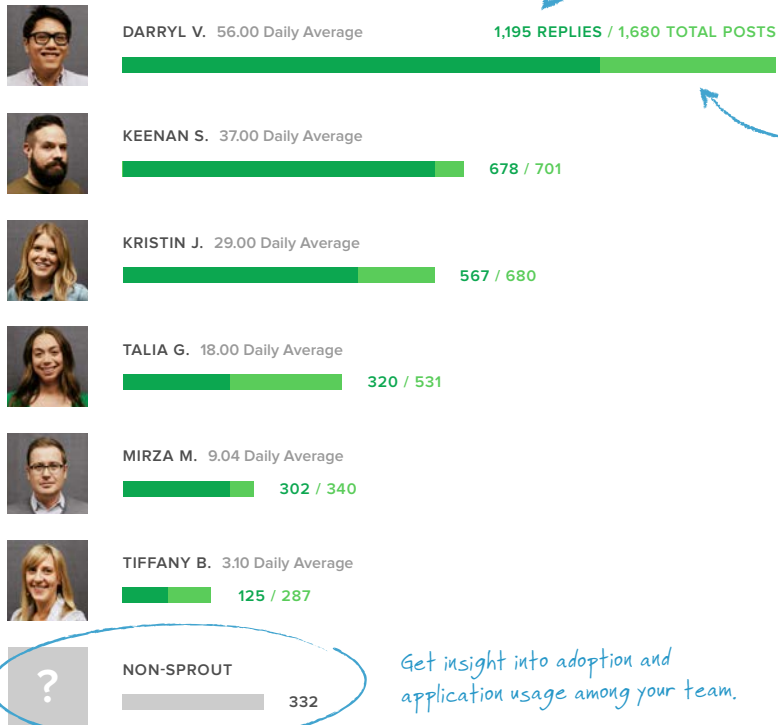 DARRYL V. 56.00 Daily Average 1,195 REPLIES / 1,680 TOTAL POSTS
KEENAN S. 37.00 Daily Average
678 / 701
KRISTIN J. 29.00 Daily Average
567 / 680
TALIA G. 18.00 Daily Average
320 / 531
MIRZA M. 9.04 Daily Average
302 / 340
TIFFANY B. 3.10 Daily Average
125 / 287
?
NON-SPROUT
332
Get insight into adoption and
application usage among your team.